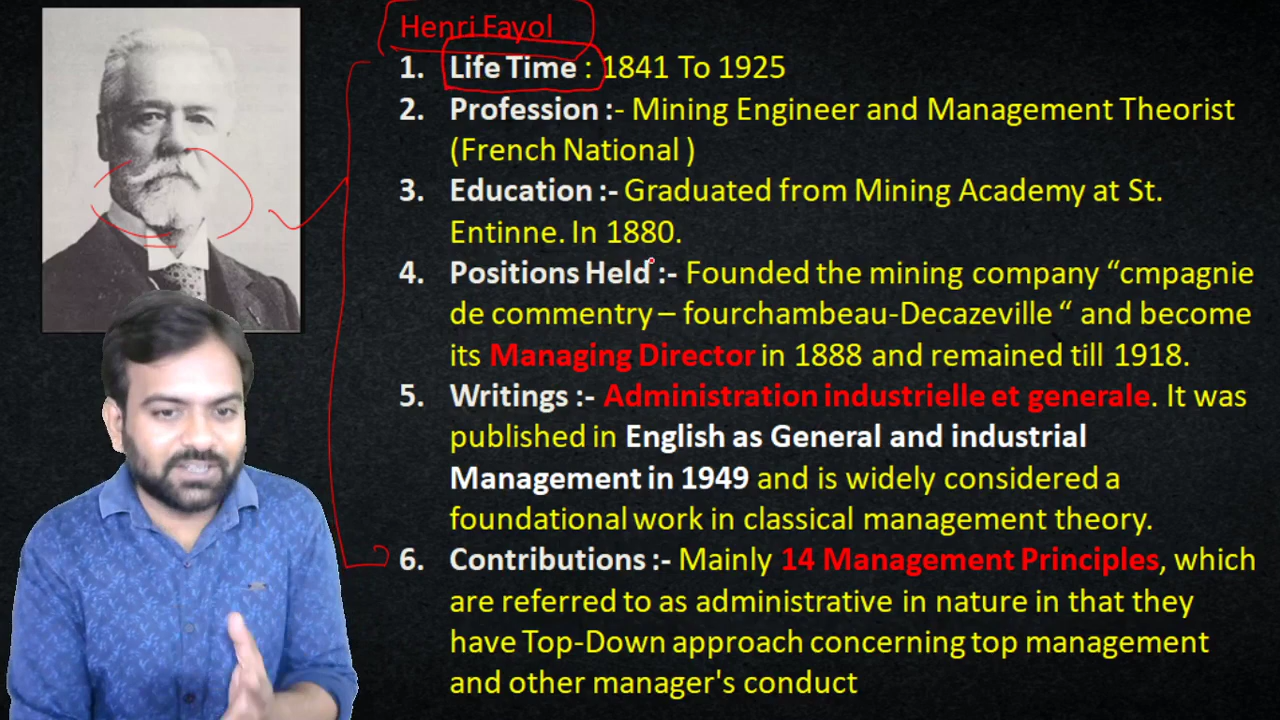 Henri Fayol
1. Life Time : 1841 To 1925
2. Profession :- Mining Engineer and Management Theorist
(French National )
3. Education :- Graduated from Mining Academy at St.
Entinne. In 1880.
4. Positions Held :- Founded the mining company “cmpagnie
de commentry – fourchambeau-Decazeville “ and become
its Managing Director in 1888 and remained till 1918.
5. Writings :- Administration industrielle et generale. It was
published in English as General and industrial
Management in 1949 and is widely considered a
foundational work in classical management theory.
6. Contributions :- Mainly 14 Management Principles, which
are referred to as administrative in nature in that they
have Top-Down approach concerning top management
and other manager's conduct